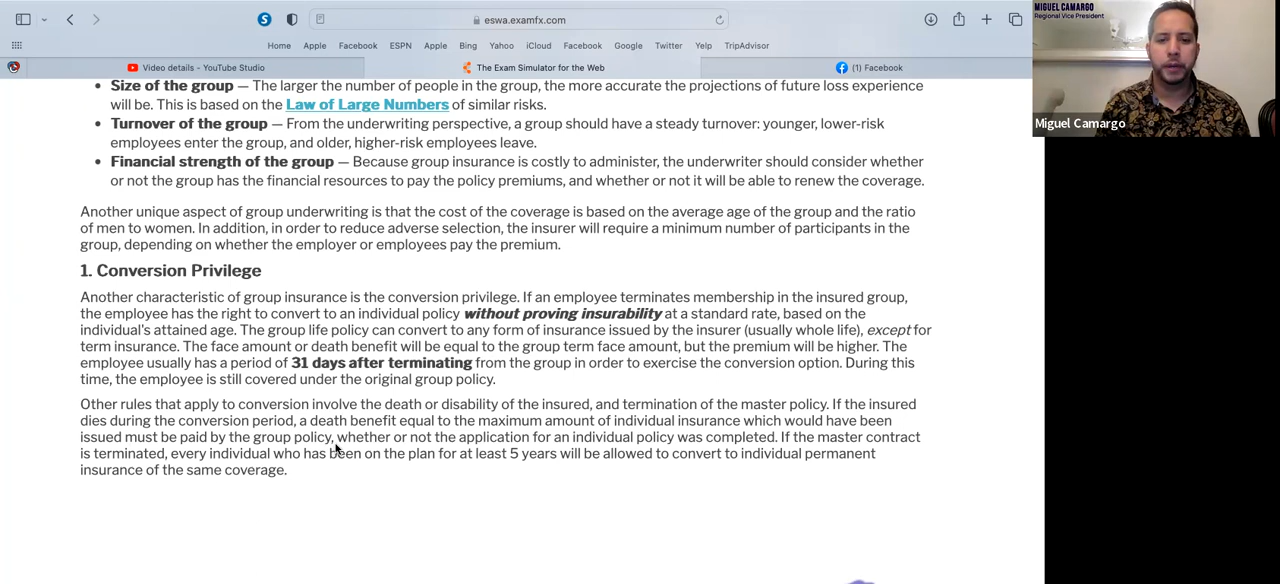 eswa.examfx.com
MIGUEL CAMARGO
Regional Vice President
Home Apple Facebook ESPN Apple Bing Yahoo iCloud Facebook Google Twitter Yelp TripAdvisor
Video details - YouTube Studio
The Exam Simulator for the Web
(1) Facebook
• Size of the group — The larger the number of people in the group, the more accurate the projections of future loss experience
will be. This is based on the Law of Large Numbers of similar risks.
Miguel Camargo
• Turnover of the group — From the underwriting perspective, a group should have a steady turnover: younger, lower-risk
employees enter the group, and older, higher-risk employees leave.
• Financial strength of the group — Because group insurance is costly to administer, the underwriter should consider whether
or not the group has the financial resources to pay the policy premiums, and whether or not it will be able to renew the coverage.
Another unique aspect of group underwriting is that the cost of the coverage is based on the average age of the group and the ratio
of men to women. In addition, in order to reduce adverse selection, the insurer will require a minimum number of participants in the
group, depending on whether the employer or employees pay the premium.
1. Conversion Privilege
Another characteristic of group insurance is the conversion privilege. If an employee terminates membership in the insured group,
the employee has the right to convert to an individual policy without proving insurability at a standard rate, based on the
individual's attained age. The group life policy can convert to any form of insurance issued by the insurer (usually whole life), except for
term insurance. The face amount or death benefit will be equal to the group term face amount, but the premium will be higher. The
employee usually has a period of 31 days after terminating from the group in order to exercise the conversion option. During this
time, the employee is still covered under the original group policy.
Other rules that apply to conversion involve the death or disability of the insured, and termination of the master policy. If the insured
dies during the conversion period, a death benefit equal to the maximum amount of individual insurance which would have been
issued must be paid by the group policy, whether or not the application for an individual policy was completed. If the master contract
is terminated, every individual who has been on the plan for at least 5 years will be allowed to convert to individual permanent
insurance of the same coverage.